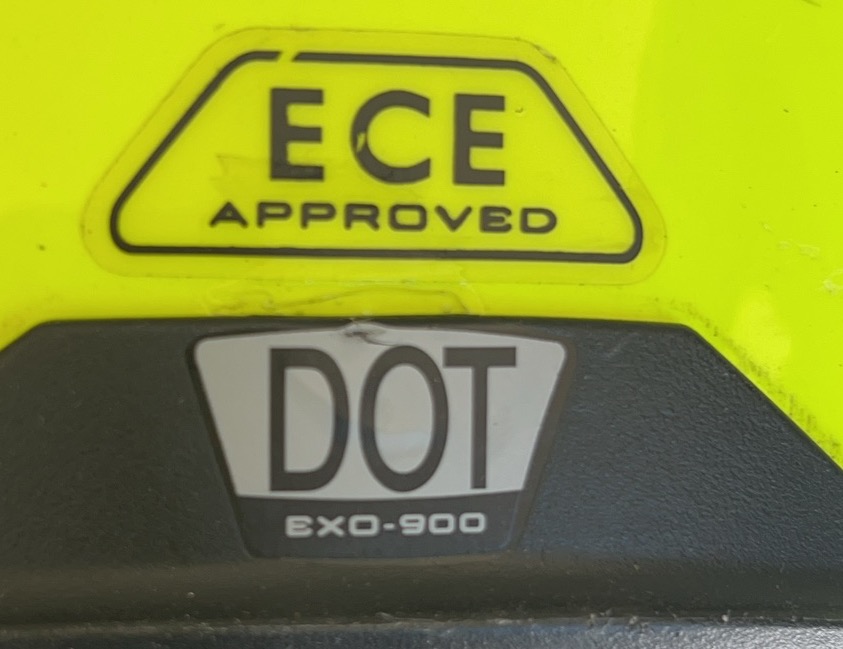 ECE
APPROVED
DOT
EXO-900